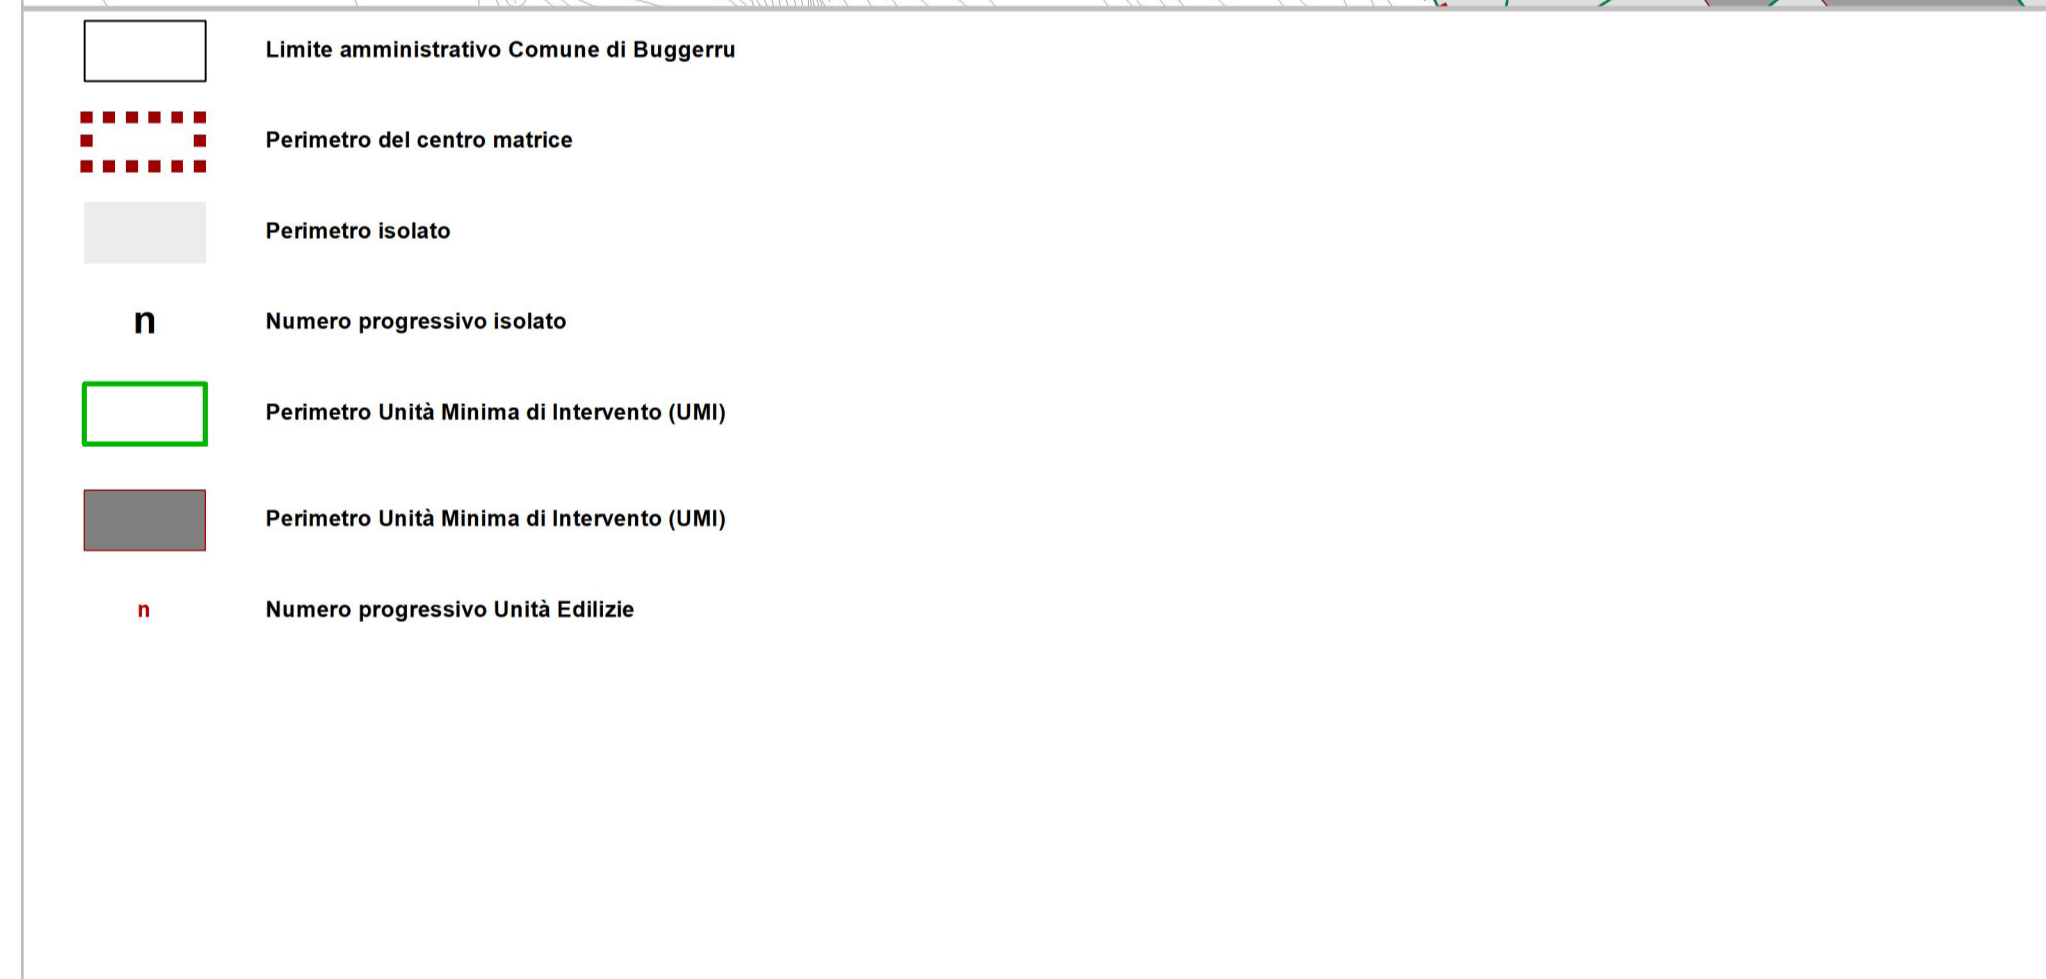 Limite amministrativo Comune di Buggerru
Perimetro del centro matrice
Perimetro isolato
n Numero progressivo isolato
Perimetro Unità Minima di Intervento (UMI)
Perimetro Unità Minima di Intervento (UMI)
n Numero progressivo Unità Edilizie